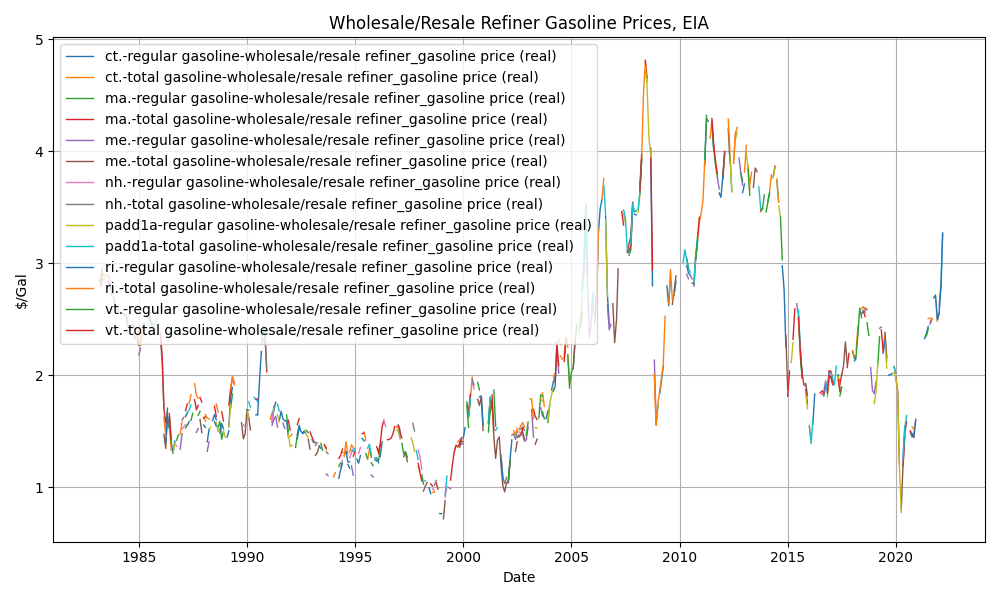 Wholesale/Resale Refiner Gasoline Prices, EIA
5
4
3
2
1
$/Gal
ct.-regular gasoline-wholesale/resale refiner_gasoline price (real)
ct.-total gasoline-wholesale/resale refiner_gasoline price (real)
ma.-regular gasoline-wholesale/resale refiner_gasoline price (real)
ma.-total gasoline-wholesale/resale refiner_gasoline price (real)
me.-regular gasoline-wholesale/resale refiner_gasoline price (real)
me.-total gasoline-wholesale/resale refiner_gasoline price (real)
nh.-regular gasoline-wholesale/resale refiner_gasoline price (real)
nh.-total gasoline-wholesale/resale refiner_gasoline price (real)
padd1a-regular gasoline-wholesale/resale refiner_gasoline price (real)
padd1a-total gasoline-wholesale/resale refiner_gasoline price (real)
ri.-regular gasoline-wholesale/resale refiner_gasoline price (real)
ri.-total gasoline-wholesale/resale refiner_gasoline price (real)
vt.-regular gasoline-wholesale/resale refiner_gasoline price (real)
vt.-total gasoline-wholesale/resale refiner_gasoline price (real)
1985 1990 1995 2000 2005 2010 2015 2020
Date